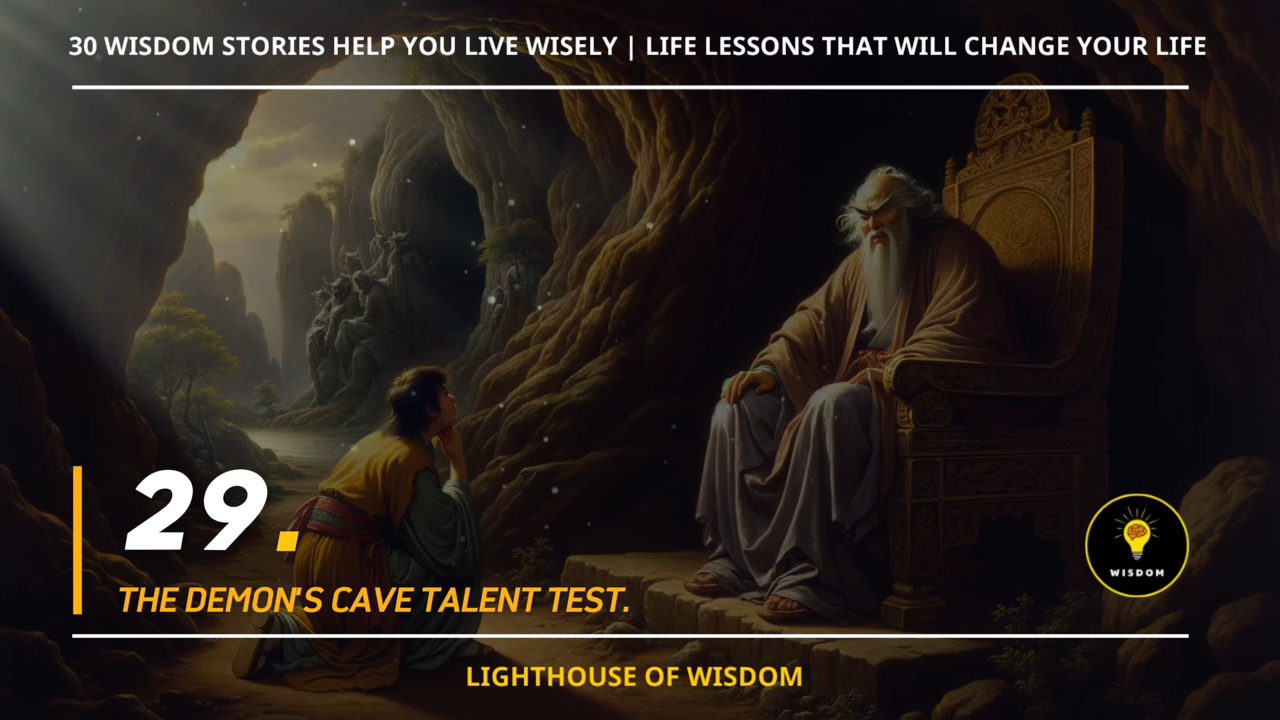 30 WISDOM STORIES HELP YOU LIVE WISELY | LIFE LESSONS THAT WILL CHANGE YOUR LIFE
29.
THE DEMON'S CAVE TALENT TEST.
WISDOM
LIGHTHOUSE OF WISDOM